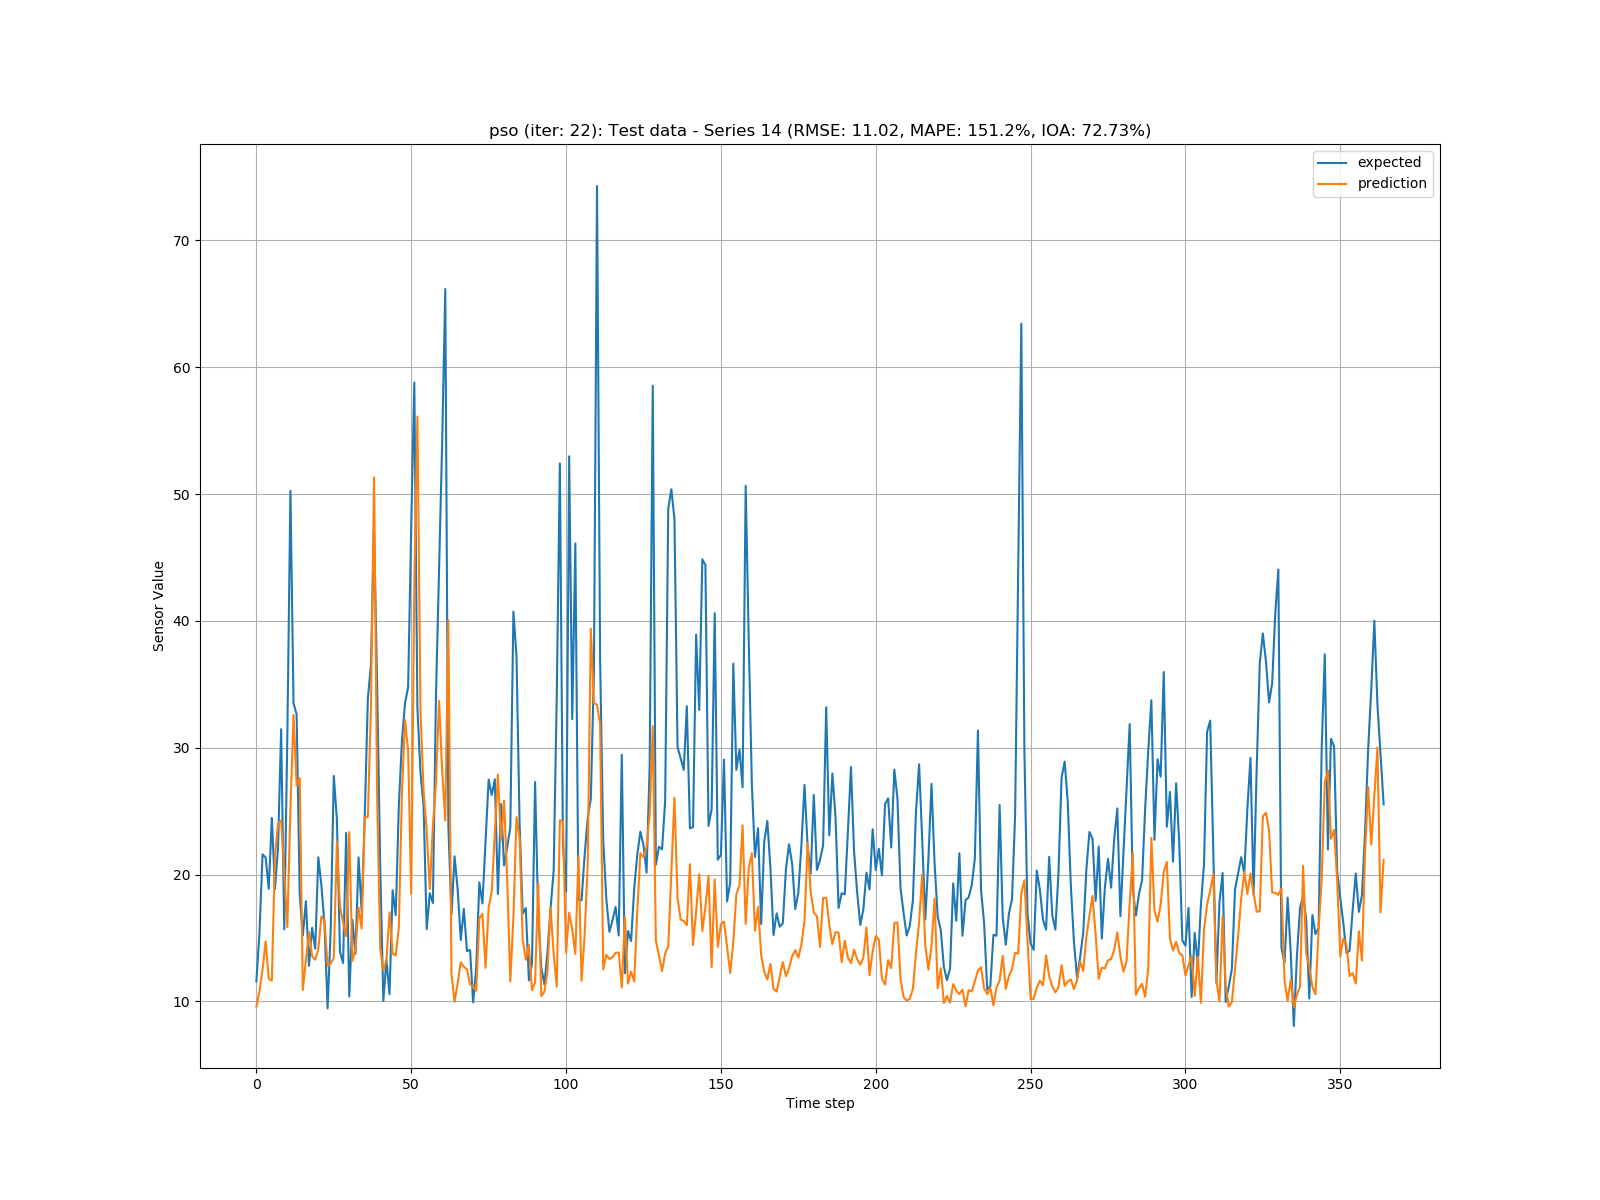 pso (iter: 22): Test data - Series 14 (RMSE: 11.02, MAPE: 151.2%, IOA: 72.73%)
expected
prediction
70
60
50
40
30
20
10
Sensor Value
0 50 100 150 200 250 300 350
Time step